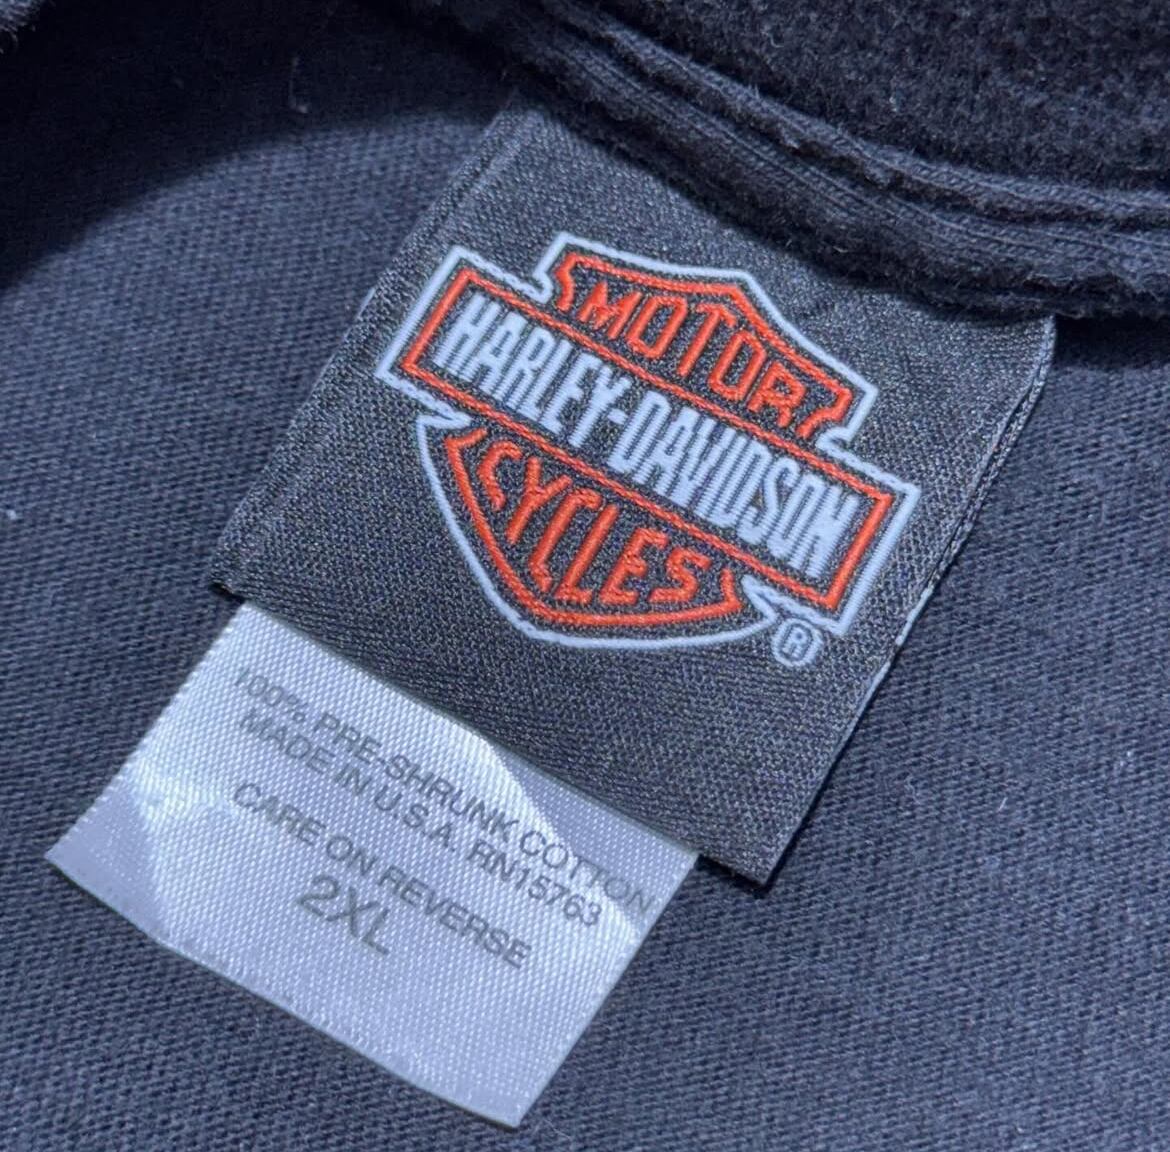 MOTOR
HARLEY-DAVIDSON
CYCLES
®
100% PRE-SHRUNK COTTON
MADE IN U.S.A. RN15763
CARE ON REVERSE
2XL